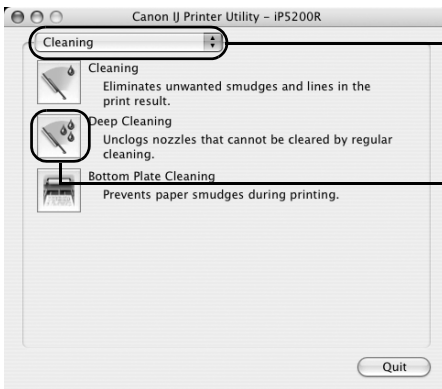 Canon IJ Printer Utility – iP5200R
Cleaning
Cleaning
Eliminates unwanted smudges and lines in the
print result.
Deep Cleaning
Unclogs nozzles that cannot be cleared by regular
cleaning.
Bottom Plate Cleaning
Prevents paper smudges during printing.
Quit